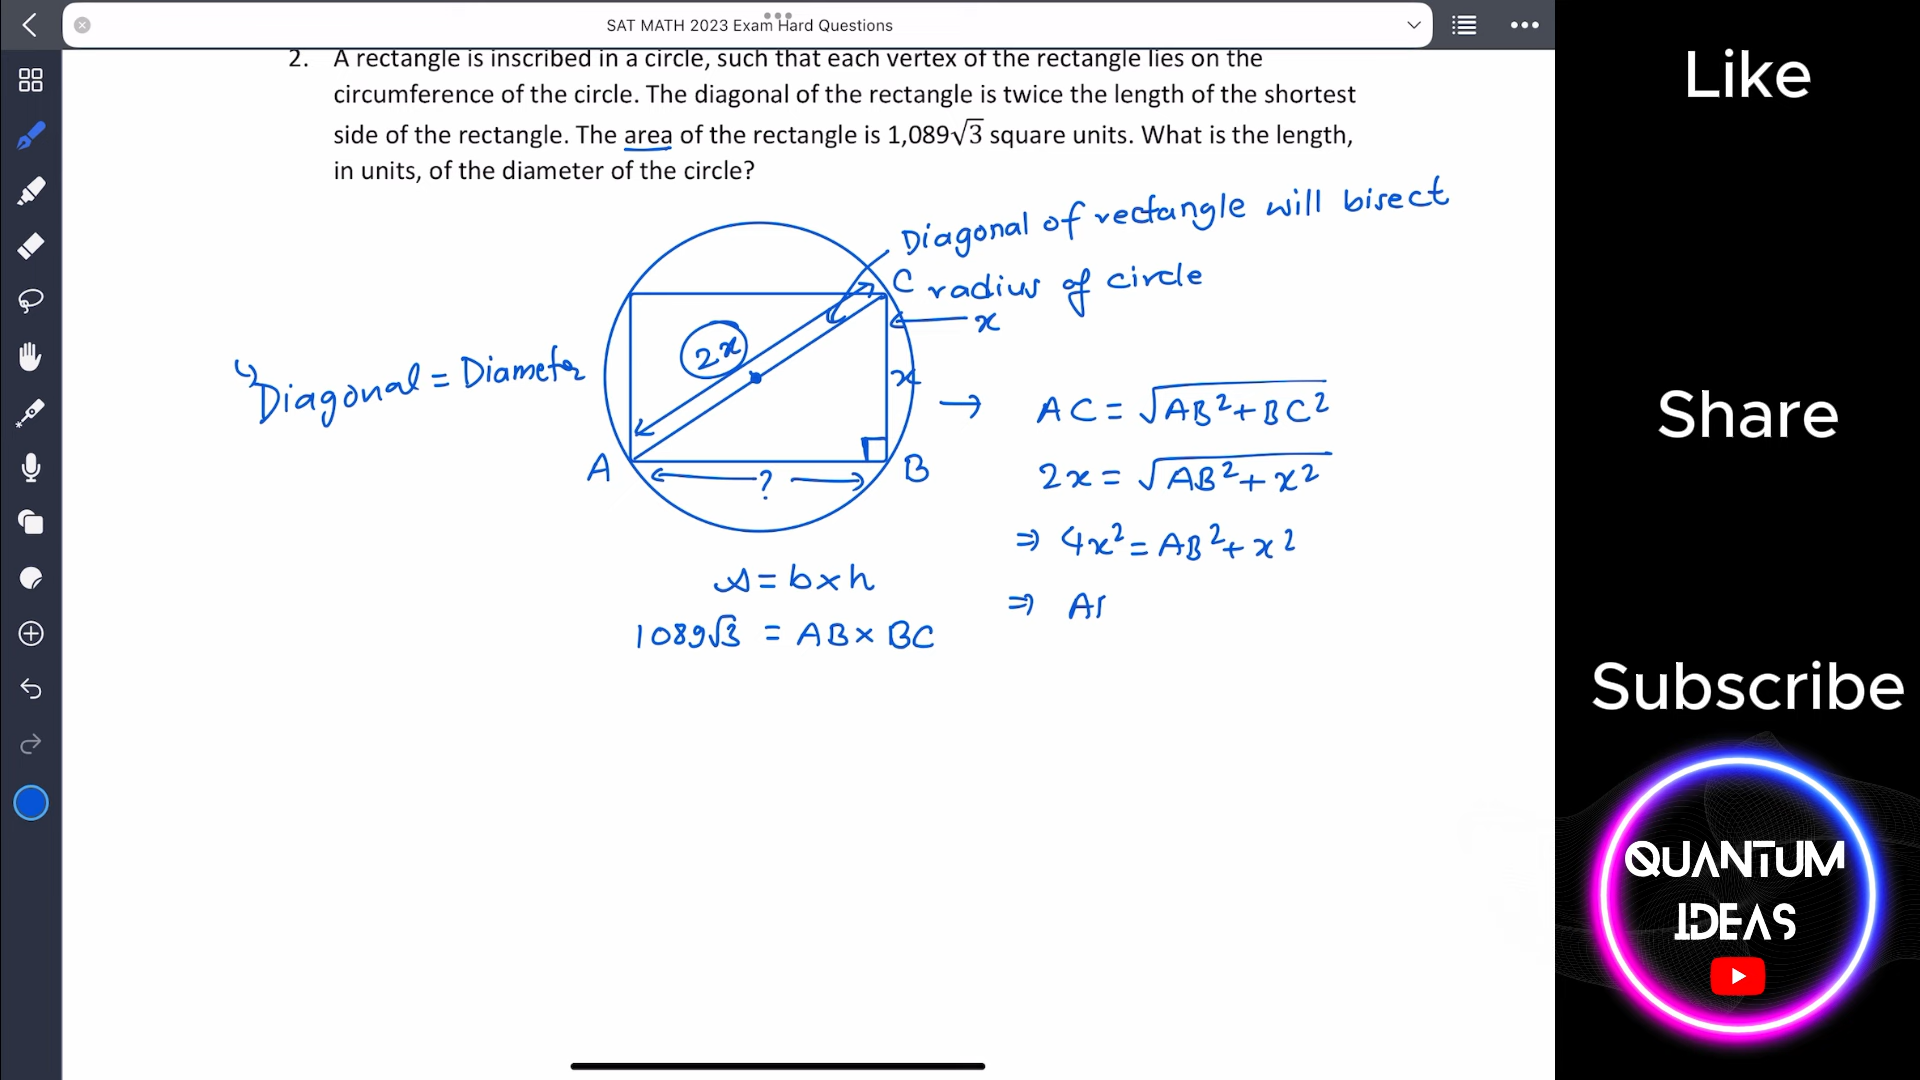 SAT MATH 2023 Exam Hard Questions
2. A rectangle is inscribed in a circle, such that each vertex of the rectangle lies on the
circumference of the circle. The diagonal of the rectangle is twice the length of the shortest
side of the rectangle. The area of the rectangle is 1,089√3 square units. What is the length,
in units, of the diameter of the circle?
Diagonal of rectangle will bisect
C radius of circle
x
2x
Diagonal = Diameter
x
A
B
?
→ AC = √AB²+BC²
2x = √AB²+x²
⇒ 4x² = AB²+x²
⇒ A
A = b×h
1089√3 = AB × BC
Like
Share
Subscribe
QUANTUM
IDEAS